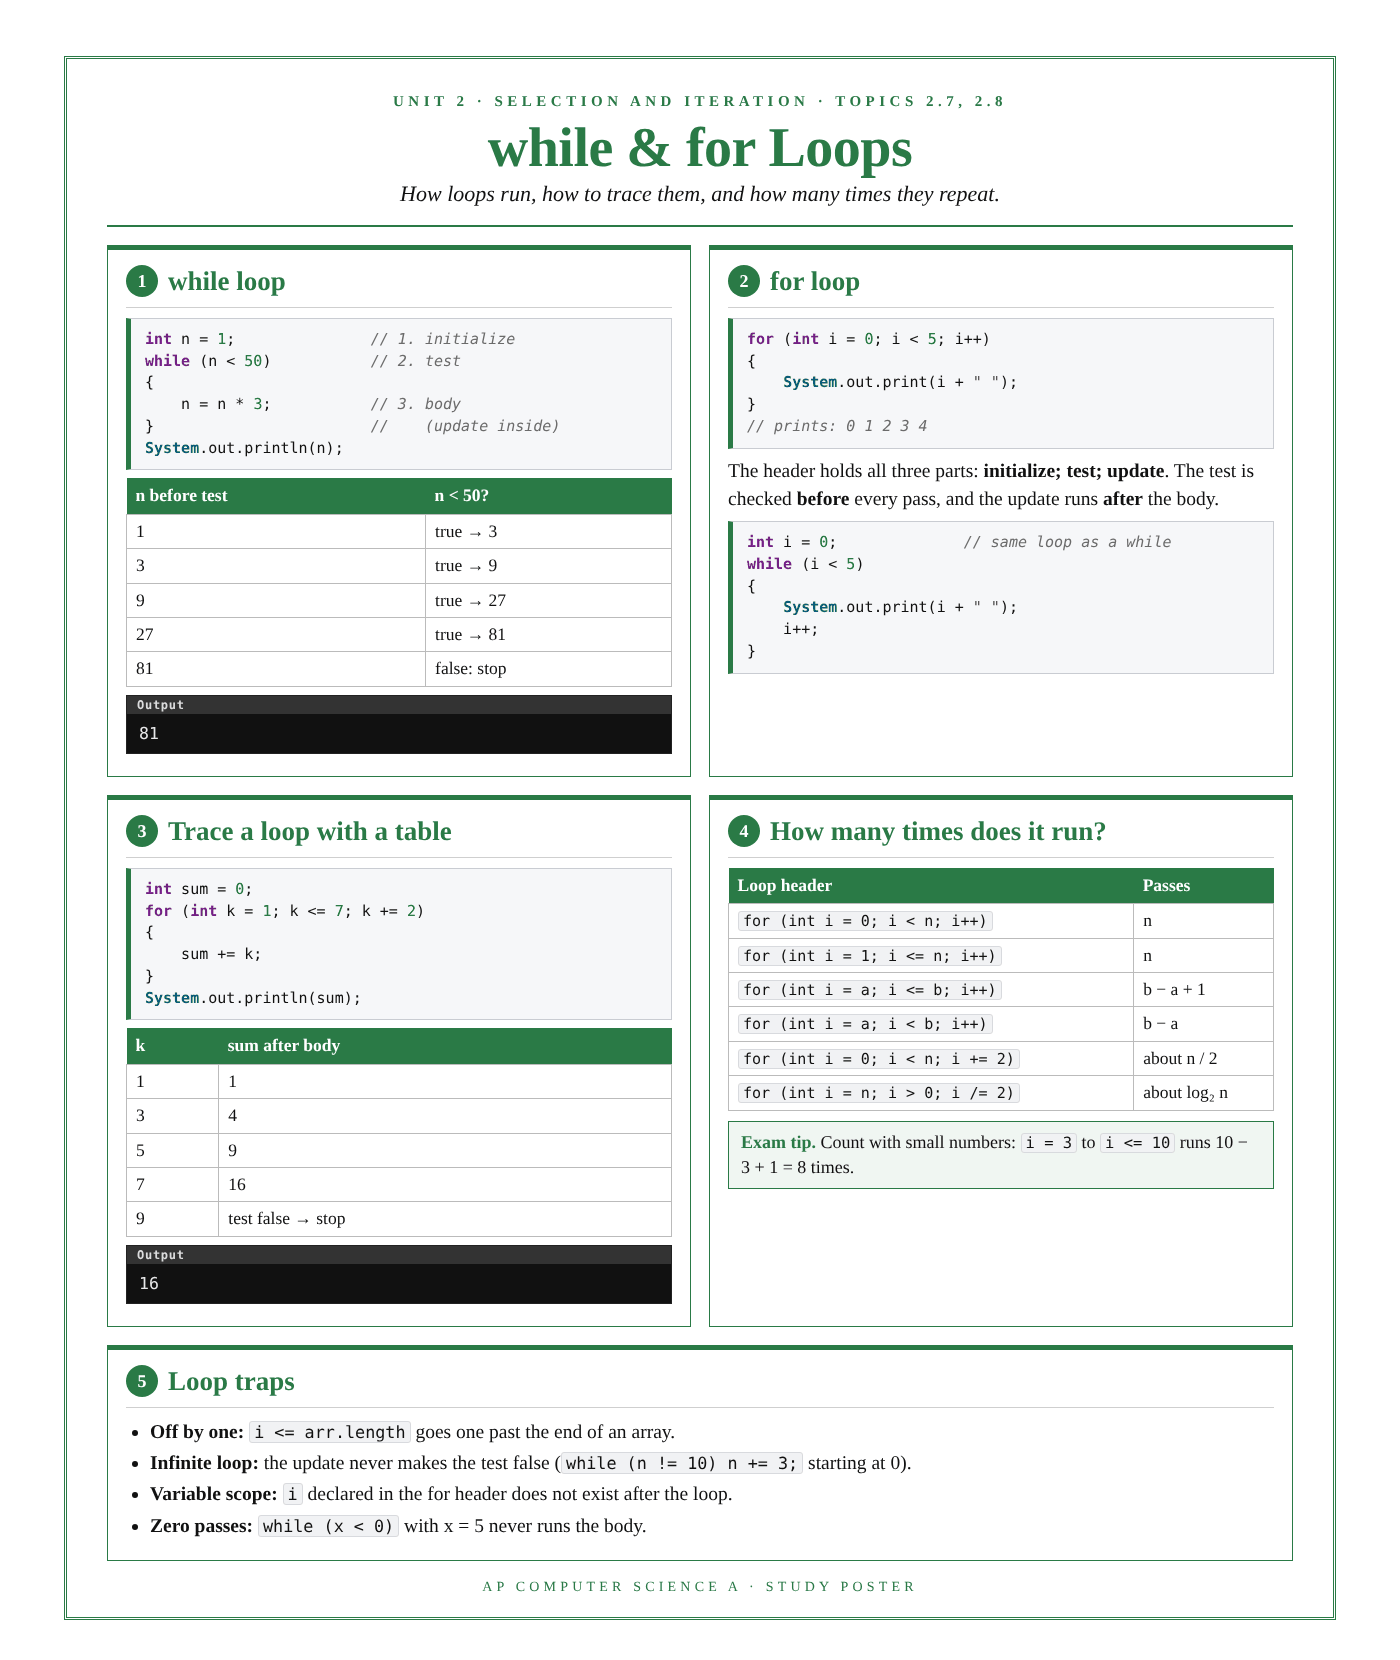 UNIT 2 · SELECTION AND ITERATION · TOPICS 2.7, 2.8
while & for Loops
How loops run, how to trace them, and how many times they repeat.
1 while loop
int n = 1;               // 1. initialize
while (n < 50)           // 2. test
{
    n = n * 3;           // 3. body
}                        //    (update inside)
System.out.println(n);
n before test  n < 50?
1  true → 3
3  true → 9
9  true → 27
27  true → 81
81  false: stop
Output
81
2 for loop
for (int i = 0; i < 5; i++)
{
    System.out.print(i + " ");
}
// prints: 0 1 2 3 4
The header holds all three parts: initialize; test; update. The test is
checked before every pass, and the update runs after the body.
int i = 0;              // same loop as a while
while (i < 5)
{
    System.out.print(i + " ");
    i++;
}
3 Trace a loop with a table
int sum = 0;
for (int k = 1; k <= 7; k += 2)
{
    sum += k;
}
System.out.println(sum);
k  sum after body
1  1
3  4
5  9
7  16
9  test false → stop
Output
16
4 How many times does it run?
Loop header  Passes
for (int i = 0; i < n; i++)  n
for (int i = 1; i <= n; i++)  n
for (int i = a; i <= b; i++)  b − a + 1
for (int i = a; i < b; i++)  b − a
for (int i = 0; i < n; i += 2)  about n / 2
for (int i = n; i > 0; i /= 2)  about log₂ n
Exam tip. Count with small numbers: i = 3 to i <= 10 runs 10 −
3 + 1 = 8 times.
5 Loop traps
• Off by one: i <= arr.length goes one past the end of an array.
• Infinite loop: the update never makes the test false (while (n != 10) n += 3; starting at 0).
• Variable scope: i declared in the for header does not exist after the loop.
• Zero passes: while (x < 0) with x = 5 never runs the body.
AP COMPUTER SCIENCE A · STUDY POSTER